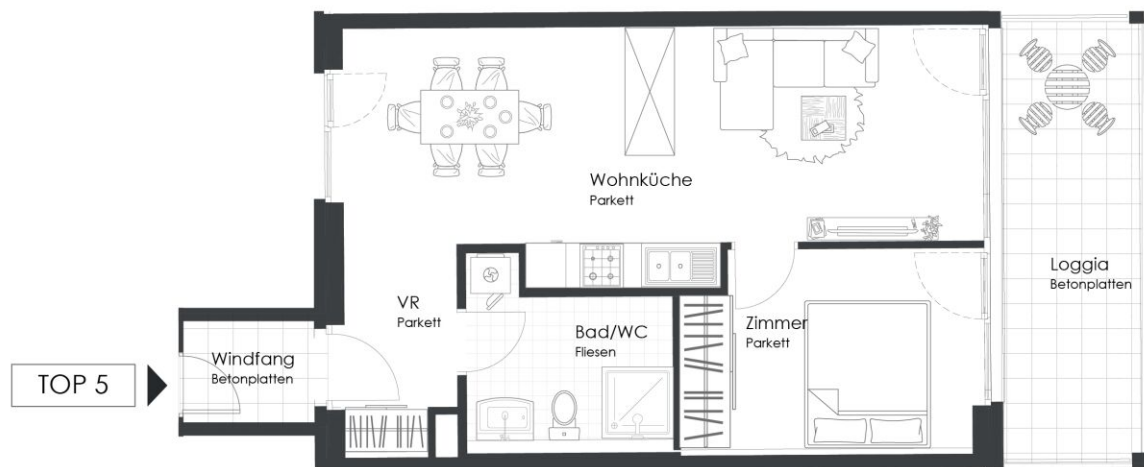 Wohnküche
Parkett
Loggia
Betonplatten
VR
Parkett
Bad/WC
Fliesen
Zimmer
Parkett
Windfang
Betonplatten
TOP 5